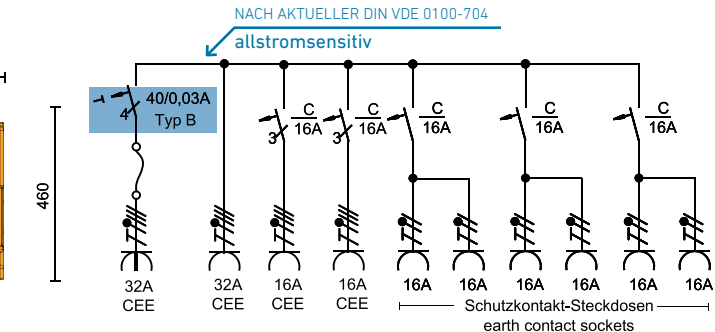 NACH AKTUELLER DIN VDE 0100-704
allstromsensitiv
40/0,03A
Typ B
4
C
16A
3
C
16A
3
C
16A
C
16A
C
16A
460
32A
CEE
32A
CEE
16A
CEE
16A
CEE
16A
16A
16A
16A
16A
16A
Schutzkontakt-Steckdosen
earth contact sockets